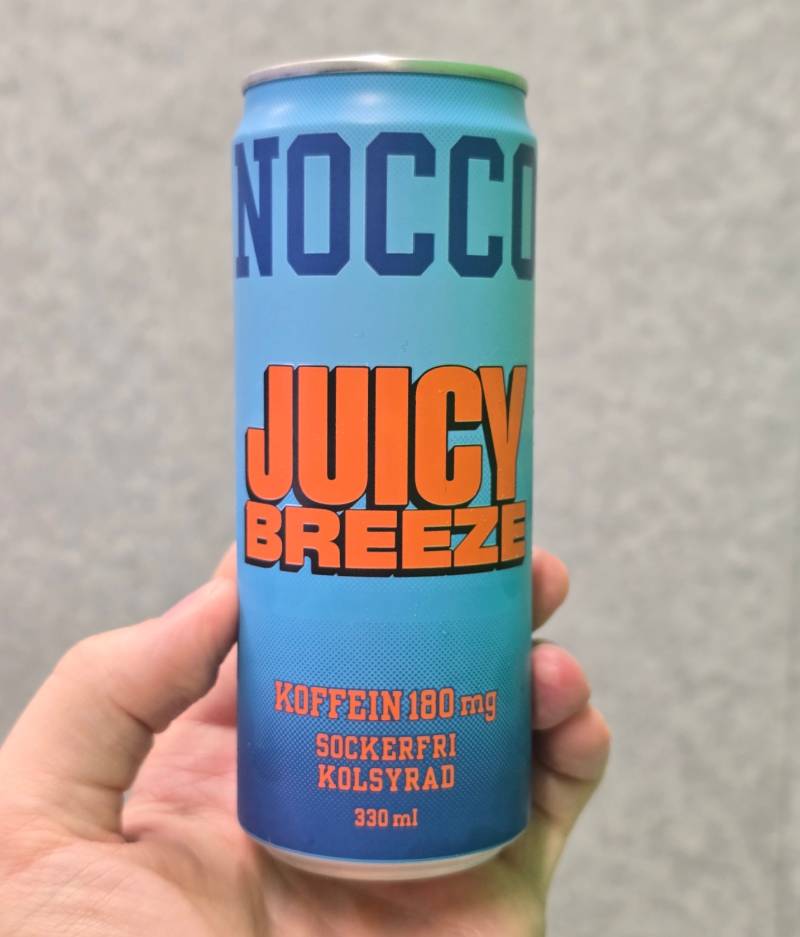 NOCCO
JUICY
BREEZE
KOFFEIN 180 mg
SOCKERFRI
KOLSYRAD
330 ml